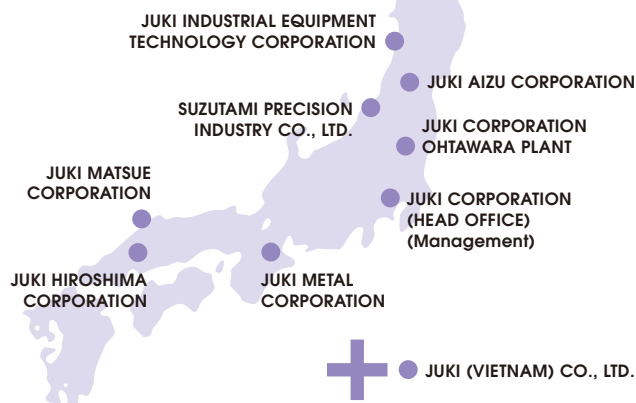 JUKI INDUSTRIAL EQUIPMENT
TECHNOLOGY CORPORATION
JUKI AIZU CORPORATION
SUZUTAMI PRECISION
INDUSTRY CO., LTD.
JUKI CORPORATION
OHTAWARA PLANT
JUKI MATSUE
CORPORATION
JUKI CORPORATION
(HEAD OFFICE)
(Management)
JUKI HIROSHIMA
CORPORATION
JUKI METAL
CORPORATION
JUKI (VIETNAM) CO., LTD.